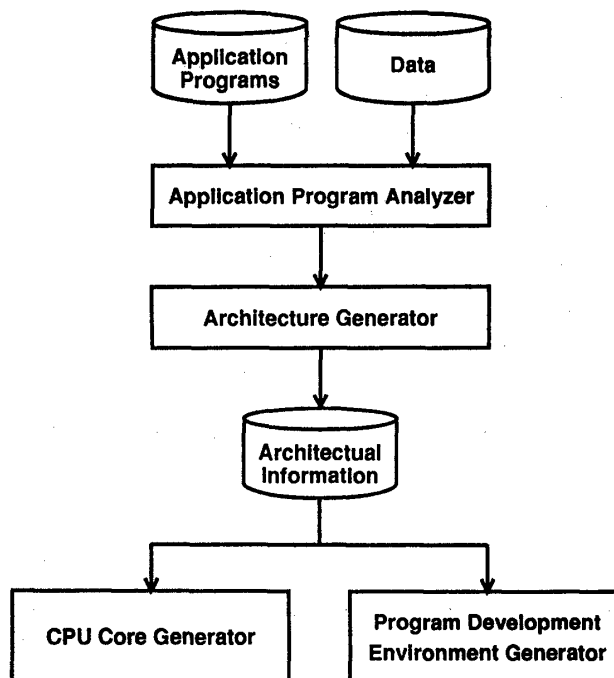 Application
Programs
Data
Application Program Analyzer
Architecture Generator
Architectual
Information
CPU Core Generator
Program Development
Environment Generator